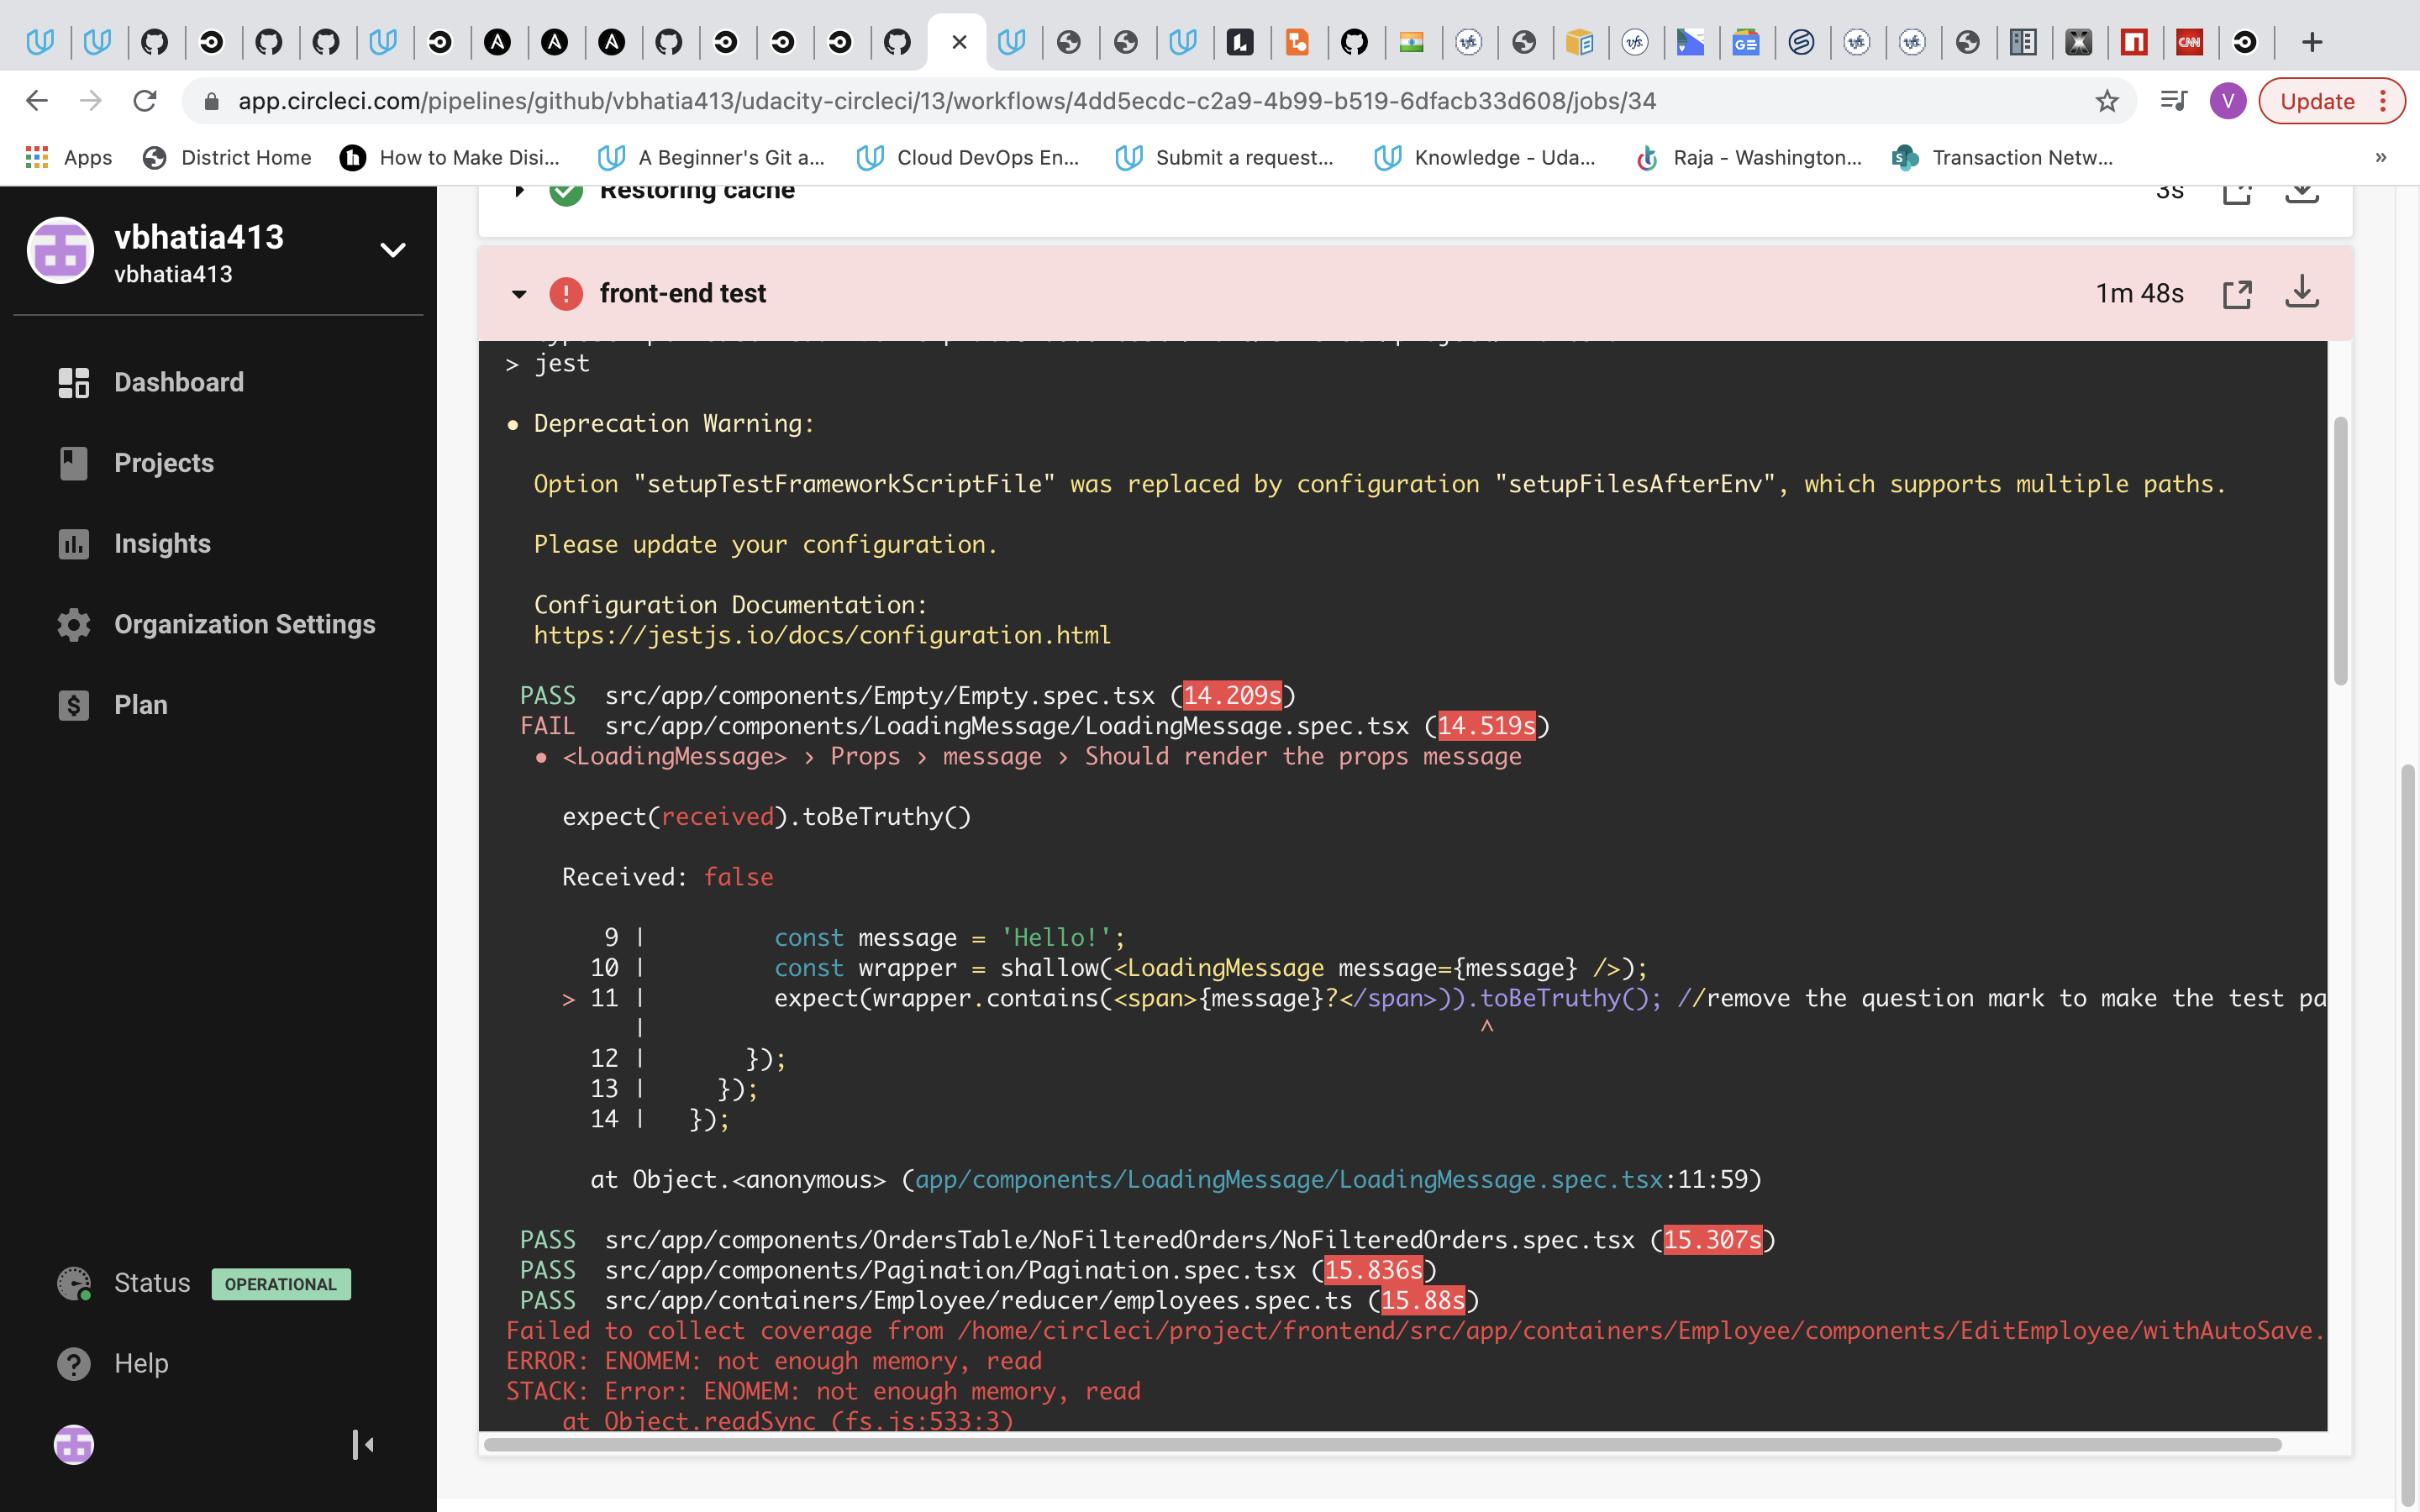 app.circleci.com/pipelines/github/vbhatia413/udacity-circleci/13/workflows/4dd5ecdc-c2a9-4b99-b519-6dfacb33d608/jobs/34
V
Update
Apps
District Home
How to Make Disi...
A Beginner's Git a...
Cloud DevOps En...
Submit a request...
Knowledge - Uda...
Raja - Washington...
Transaction Netw...
»
vbhatia413
vbhatia413
Dashboard
Projects
Insights
Organization Settings
Plan
Status OPERATIONAL
Help
Restoring cache 3s
front-end test 1m 48s
> jest
● Deprecation Warning:
Option "setupTestFrameworkScriptFile" was replaced by configuration "setupFilesAfterEnv", which supports multiple paths.
Please update your configuration.
Configuration Documentation:
https://jestjs.io/docs/configuration.html
PASS src/app/components/Empty/Empty.spec.tsx (14.209s)
FAIL src/app/components/LoadingMessage/LoadingMessage.spec.tsx (14.519s)
● <LoadingMessage> › Props › message › Should render the props message
expect(received).toBeTruthy()
Received: false
9 | const message = 'Hello!';
10 | const wrapper = shallow(<LoadingMessage message={message} />);
> 11 | expect(wrapper.contains(<span>{message}?</span>)).toBeTruthy(); //remove the question mark to make the test pa
| ^
12 | });
13 | });
14 | });
at Object.<anonymous> (app/components/LoadingMessage/LoadingMessage.spec.tsx:11:59)
PASS src/app/components/OrdersTable/NoFilteredOrders/NoFilteredOrders.spec.tsx (15.307s)
PASS src/app/components/Pagination/Pagination.spec.tsx (15.836s)
PASS src/app/containers/Employee/reducer/employees.spec.ts (15.88s)
Failed to collect coverage from /home/circleci/project/frontend/src/app/containers/Employee/components/EditEmployee/withAutoSave.
ERROR: ENOMEM: not enough memory, read
STACK: Error: ENOMEM: not enough memory, read
at Object.readSync (fs.js:533:3)